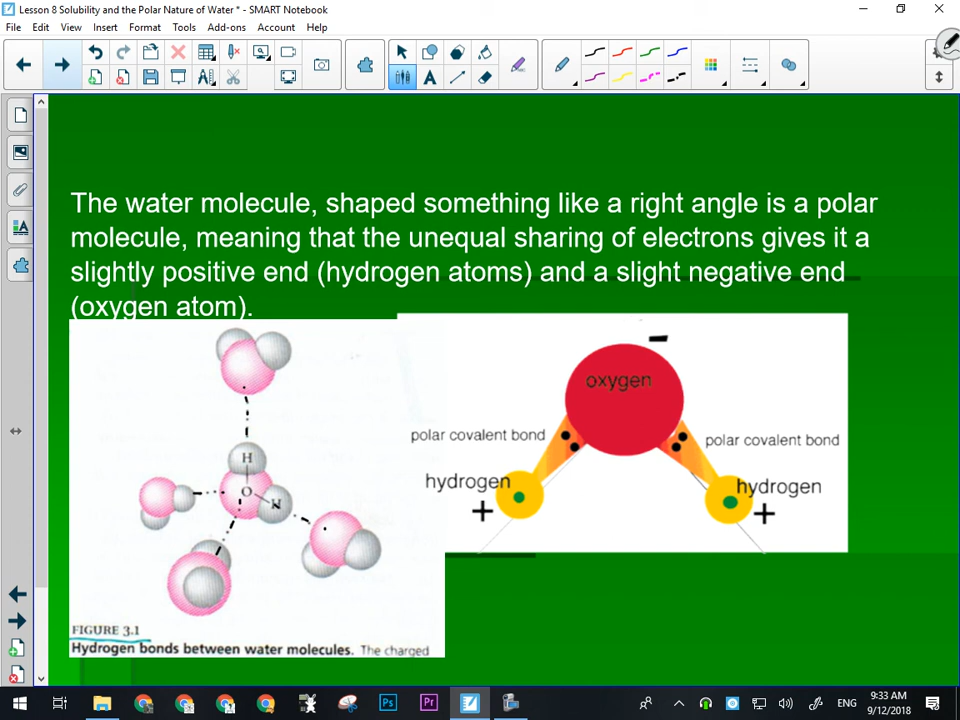 Lesson 8 Solubility and the Polar Nature of Water * - SMART Notebook
File Edit View Insert Format Tools Add-ons Account Help
The water molecule, shaped something like a right angle is a polar
molecule, meaning that the unequal sharing of electrons gives it a
slightly positive end (hydrogen atoms) and a slight negative end
(oxygen atom).
H
O
H
FIGURE 3.1
Hydrogen bonds between water molecules. The charged
-
oxygen
polar covalent bond
polar covalent bond
hydrogen
hydrogen
+
+
Ps
Pr
ENG
9:33 AM
9/12/2018